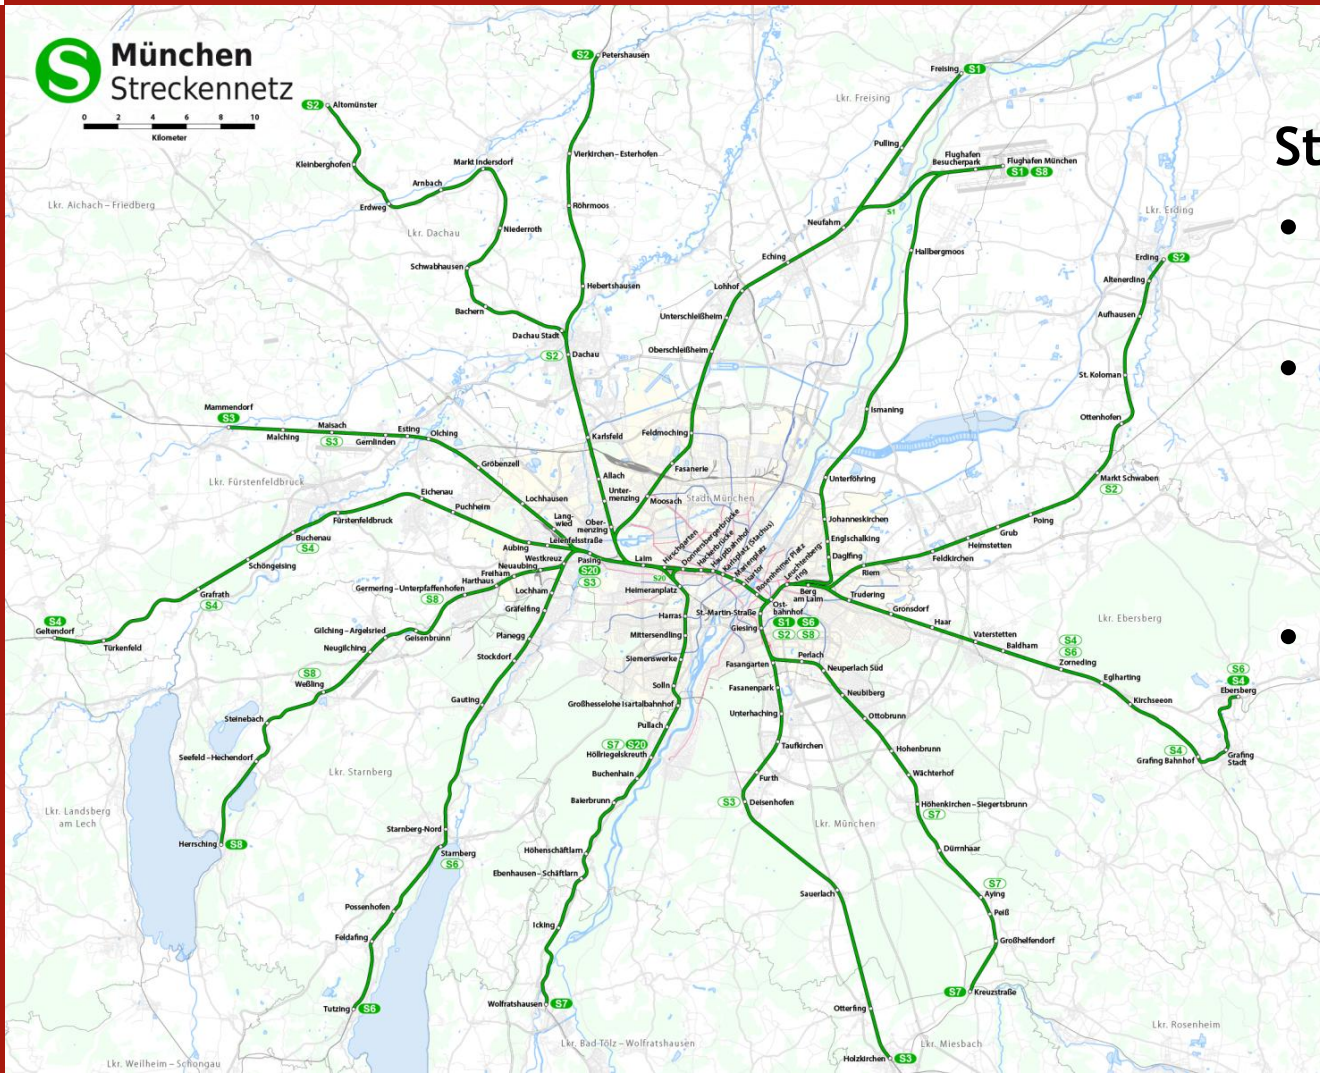 S München
Streckennetz
0 2 4 6 8 10
Kilometer
S2 Petershausen
Freising S1
Lkr. Freising
S2 Altomünster
Vierkirchen – Esterhofen
Pulling
Flughafen
Besucherpark
Flughafen München
S1 S8
St
Kleinberghofen
Markt Indersdorf
Arnbach
Erdweg
Lkr. Aichach – Friedberg
Röhrmoos
S1
Lkr. Erding
Neufahrn
Niederroth
Lkr. Dachau
Hallbergmoos
Eching
Erding S2
Schwabhausen
Altenerding
Hebertshausen
Lohhof
Bachern
Unterschleißheim
Aufhausen
Dachau Stadt
S2 Dachau
Oberschleißheim
St. Koloman
Mammendorf
S3
Malching
Maisach
S3
Gernlinden
Esting
Olching
Ismaning
Ottenhofen
Karlsfeld
Feldmoching
Gröbenzell
Fasanerie
Allach
Markt Schwaben
S2
Lkr. Fürstenfeldbruck
Unterföhring
Eichenau
Lochhausen
Unter-
menzing
Moosach
Stadt München
Puchheim
Fürstenfeldbruck
Lang-
wied
Ober-
menzing
Johanneskirchen
Poing
Grub
Buchenau
S4
Leienfelsstraße
Englschalking
Heimstetten
Aubing
Westkreuz
Pasing
S20
S3
Laim
Hirschgarten
Donnersbergerbrücke
Hackerbrücke
Hauptbahnhof
Karlsplatz (Stachus)
Marienplatz
Isartor
Rosenheimer Platz
Leuchtenberg-
ring
Daglfing
Feldkirchen
Riem
Schöngeising
Neuaubing
Freiham
Harthaus
Germering – Unterpfaffenhofen
S8
S20
Heimeranplatz
Berg
am Laim
Trudering
Grafrath
S4
Lochham
Gräfelfing
Harras
St.-Martin-Straße
Ost-
bahnhof
S1 S6
S2 S8
Gronsdorf
Haar
S4
Geltendorf
Türkenfeld
Gilching – Argelsried
Geisenbrunn
Neugilching
Planegg
Mittersendling
Giesing
Vaterstetten
Baldham
Lkr. Ebersberg
S4
S6
Zorneding
Stockdorf
Siemenswerke
Fasangarten
Perlach
Neuperlach Süd
Eglharting
S6
S4
Ebersberg
S8
Weßling
Solln
Fasanenpark
Neubiberg
Kirchseeon
Gauting
Großhesselohe Isartalbahnhof
Unterhaching
Ottobrunn
Steinebach
Pullach
S7 S20
Höllriegelskreuth
Taufkirchen
Hohenbrunn
S4
Grafing Bahnhof
Grafing
Stadt
Seefeld – Hechendorf
Lkr. Starnberg
Buchenhain
Furth
Wächterhof
Baierbrunn
S3 Deisenhofen
Höhenkirchen – Siegertsbrunn
S7
Lkr. Landsberg
am Lech
Starnberg-Nord
Lkr. München
Herrsching S8
Starnberg
S6
Höhenschäftlarn
Dürrnhaar
Ebenhausen – Schäftlarn
S7
Aying
Sauerlach
Possenhofen
Peiß
Icking
Feldafing
Großhelfendorf
Wolfratshausen S7
S7 Kreuzstraße
Tutzing S6
Otterfing
Lkr. Rosenheim
Lkr. Bad Tölz – Wolfratshausen
Lkr. Miesbach
Lkr. Weilheim – Schongau
Holzkirchen S3